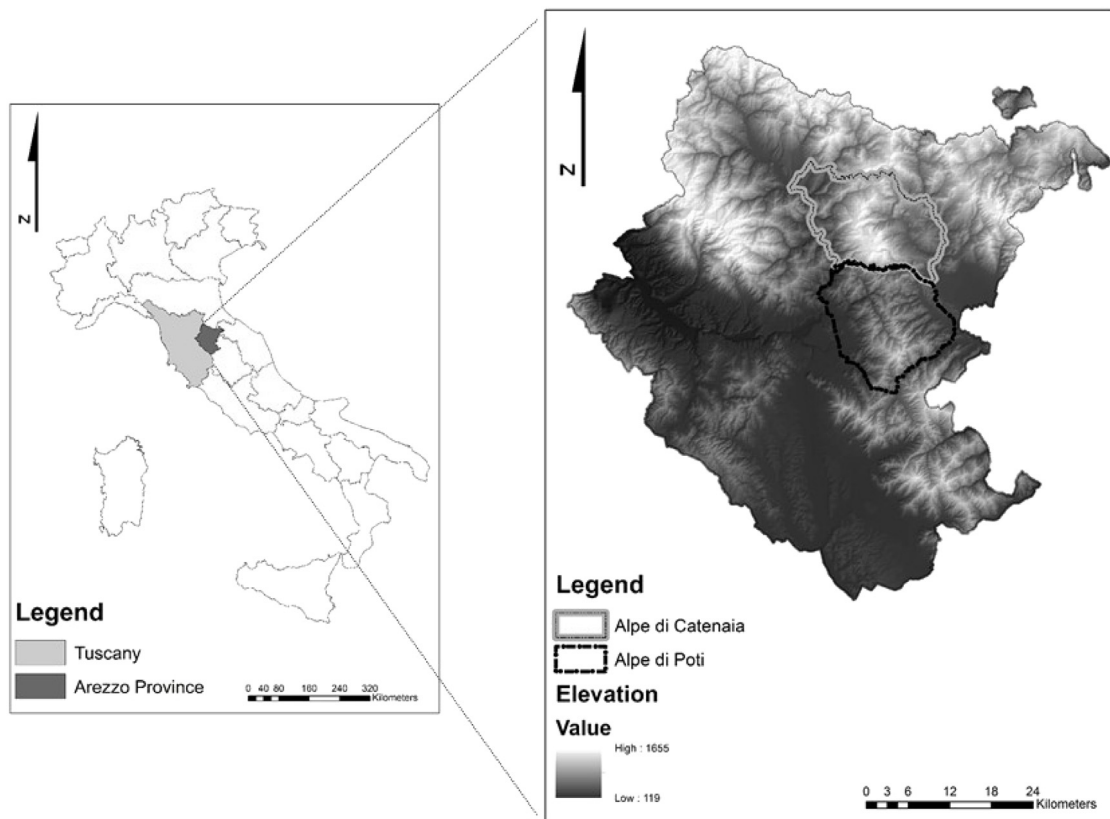 N
Legend
Tuscany
Arezzo Province
0 40 80 160 240 320
Kilometers
N
Legend
Alpe di Catenaia
Alpe di Poti
Elevation
Value
High : 1655
Low : 119
0 3 6 12 18 24
Kilometers